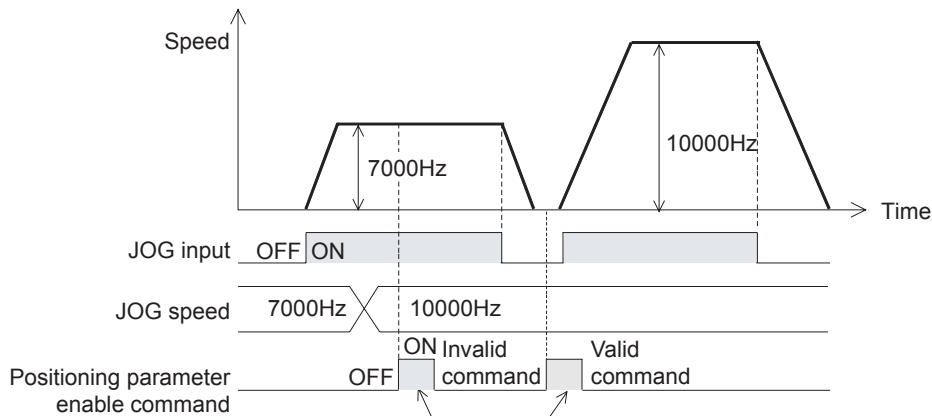 Speed
10000Hz
7000Hz
Time
JOG input OFF ON
JOG speed 7000Hz 10000Hz
ON Invalid Valid
Positioning parameter OFF command command
enable command